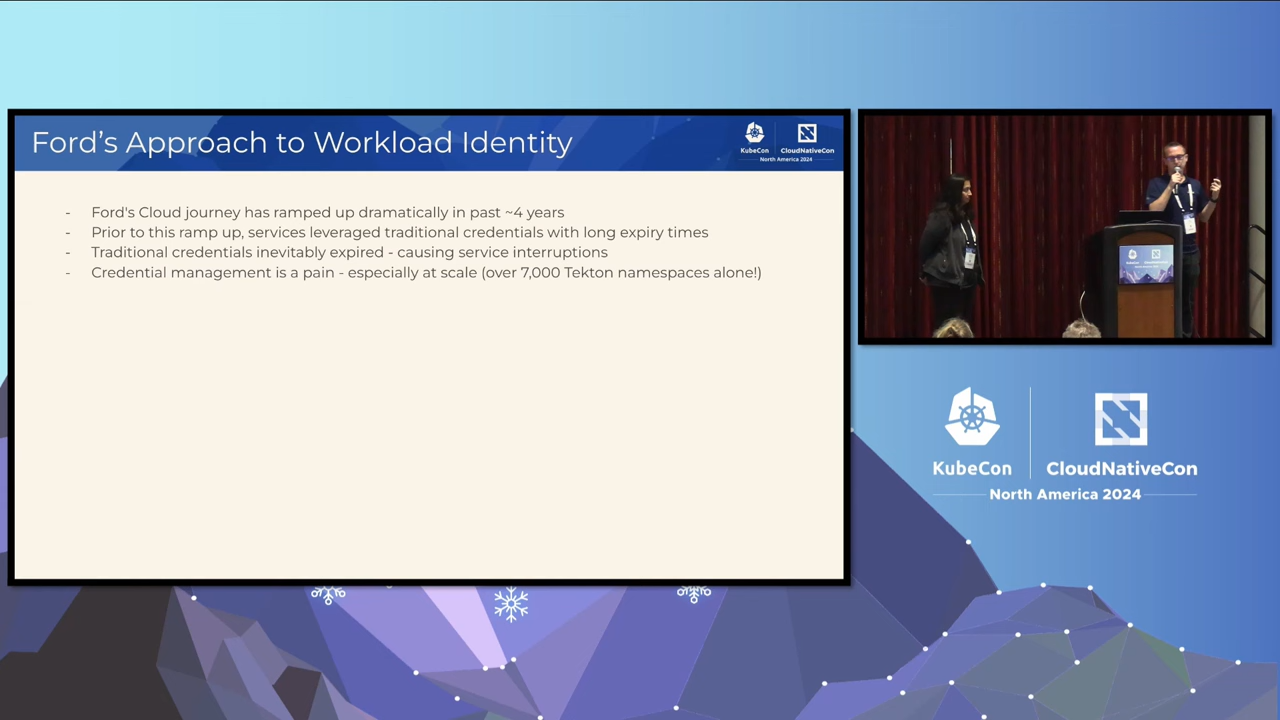 Ford's Approach to Workload Identity
KubeCon
CloudNativeCon
North America 2024
- Ford's Cloud journey has ramped up dramatically in past ~4 years
- Prior to this ramp up, services leveraged traditional credentials with long expiry times
- Traditional credentials inevitably expired - causing service interruptions
- Credential management is a pain - especially at scale (over 7,000 Tekton namespaces alone!)
KubeCon
CloudNativeCon
North America 2024